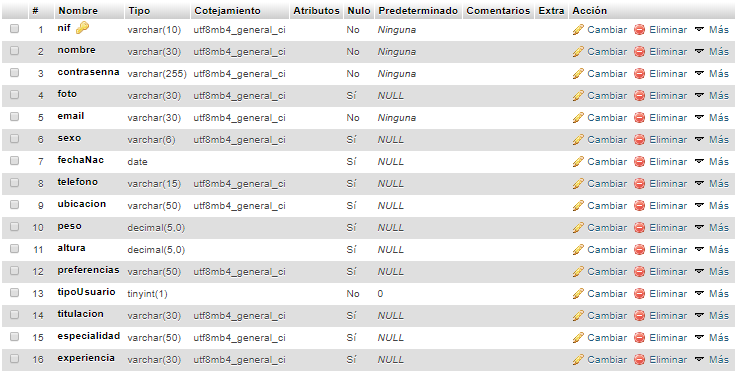 # Nombre Tipo Cotejamiento Atributos Nulo Predeterminado Comentarios Extra Acción
1 nif varchar(10) utf8mb4_general_ci No Ninguna Cambiar Eliminar Más
2 nombre varchar(30) utf8mb4_general_ci No Ninguna Cambiar Eliminar Más
3 contrasenna varchar(255) utf8mb4_general_ci No Ninguna Cambiar Eliminar Más
4 foto varchar(30) utf8mb4_general_ci Sí NULL Cambiar Eliminar Más
5 email varchar(30) utf8mb4_general_ci No Ninguna Cambiar Eliminar Más
6 sexo varchar(6) utf8mb4_general_ci Sí NULL Cambiar Eliminar Más
7 fechaNac date Sí NULL Cambiar Eliminar Más
8 telefono varchar(15) utf8mb4_general_ci Sí NULL Cambiar Eliminar Más
9 ubicacion varchar(50) utf8mb4_general_ci Sí NULL Cambiar Eliminar Más
10 peso decimal(5,0) Sí NULL Cambiar Eliminar Más
11 altura decimal(5,0) Sí NULL Cambiar Eliminar Más
12 preferencias varchar(50) utf8mb4_general_ci Sí NULL Cambiar Eliminar Más
13 tipoUsuario tinyint(1) No 0 Cambiar Eliminar Más
14 titulacion varchar(30) utf8mb4_general_ci Sí NULL Cambiar Eliminar Más
15 especialidad varchar(50) utf8mb4_general_ci Sí NULL Cambiar Eliminar Más
16 experiencia varchar(30) utf8mb4_general_ci Sí NULL Cambiar Eliminar Más